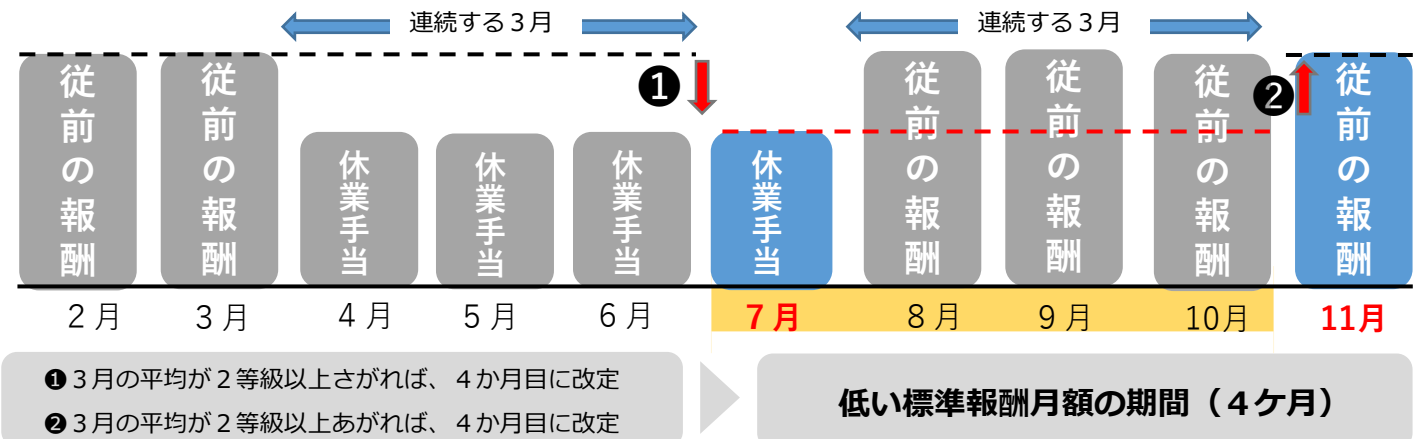 連続する３月
連続する３月
❶
❷
従前の報酬
従前の報酬
休業手当
休業手当
休業手当
休業手当
従前の報酬
従前の報酬
従前の報酬
従前の報酬
２月
３月
４月
５月
６月
７月
８月
９月
10月
11月
❶３月の平均が２等級以上さがれば、４か月目に改定
❷３月の平均が２等級以上あがれば、４か月目に改定
低い標準報酬月額の期間（４ケ月）